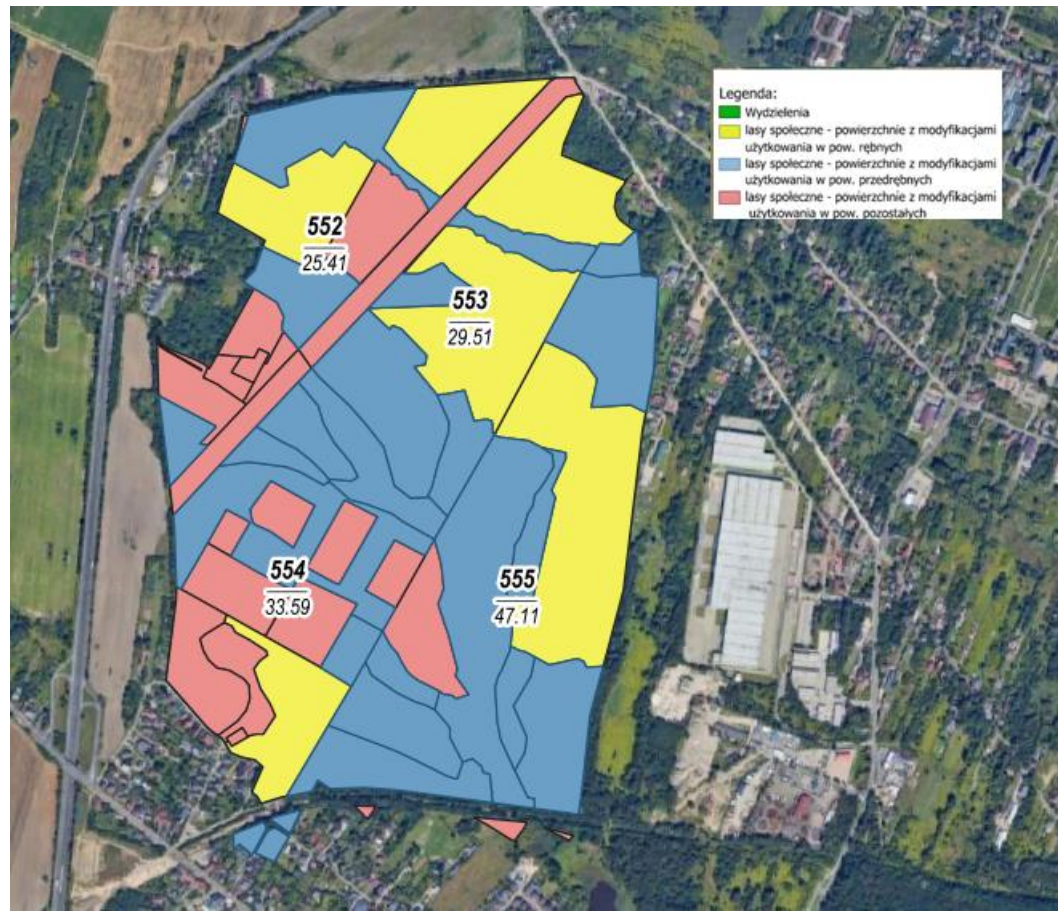 Legenda:
Wydzielenia
lasy społeczne - powierzchnie z modyfikacjami
użytkowania w pow. rębnych
lasy społeczne - powierzchnie z modyfikacjami
użytkowania w pow. przedrębnych
lasy społeczne - powierzchnie z modyfikacjami
użytkowania w pow. pozostałych
552
25.41
553
29.51
554
33.59
555
47.11